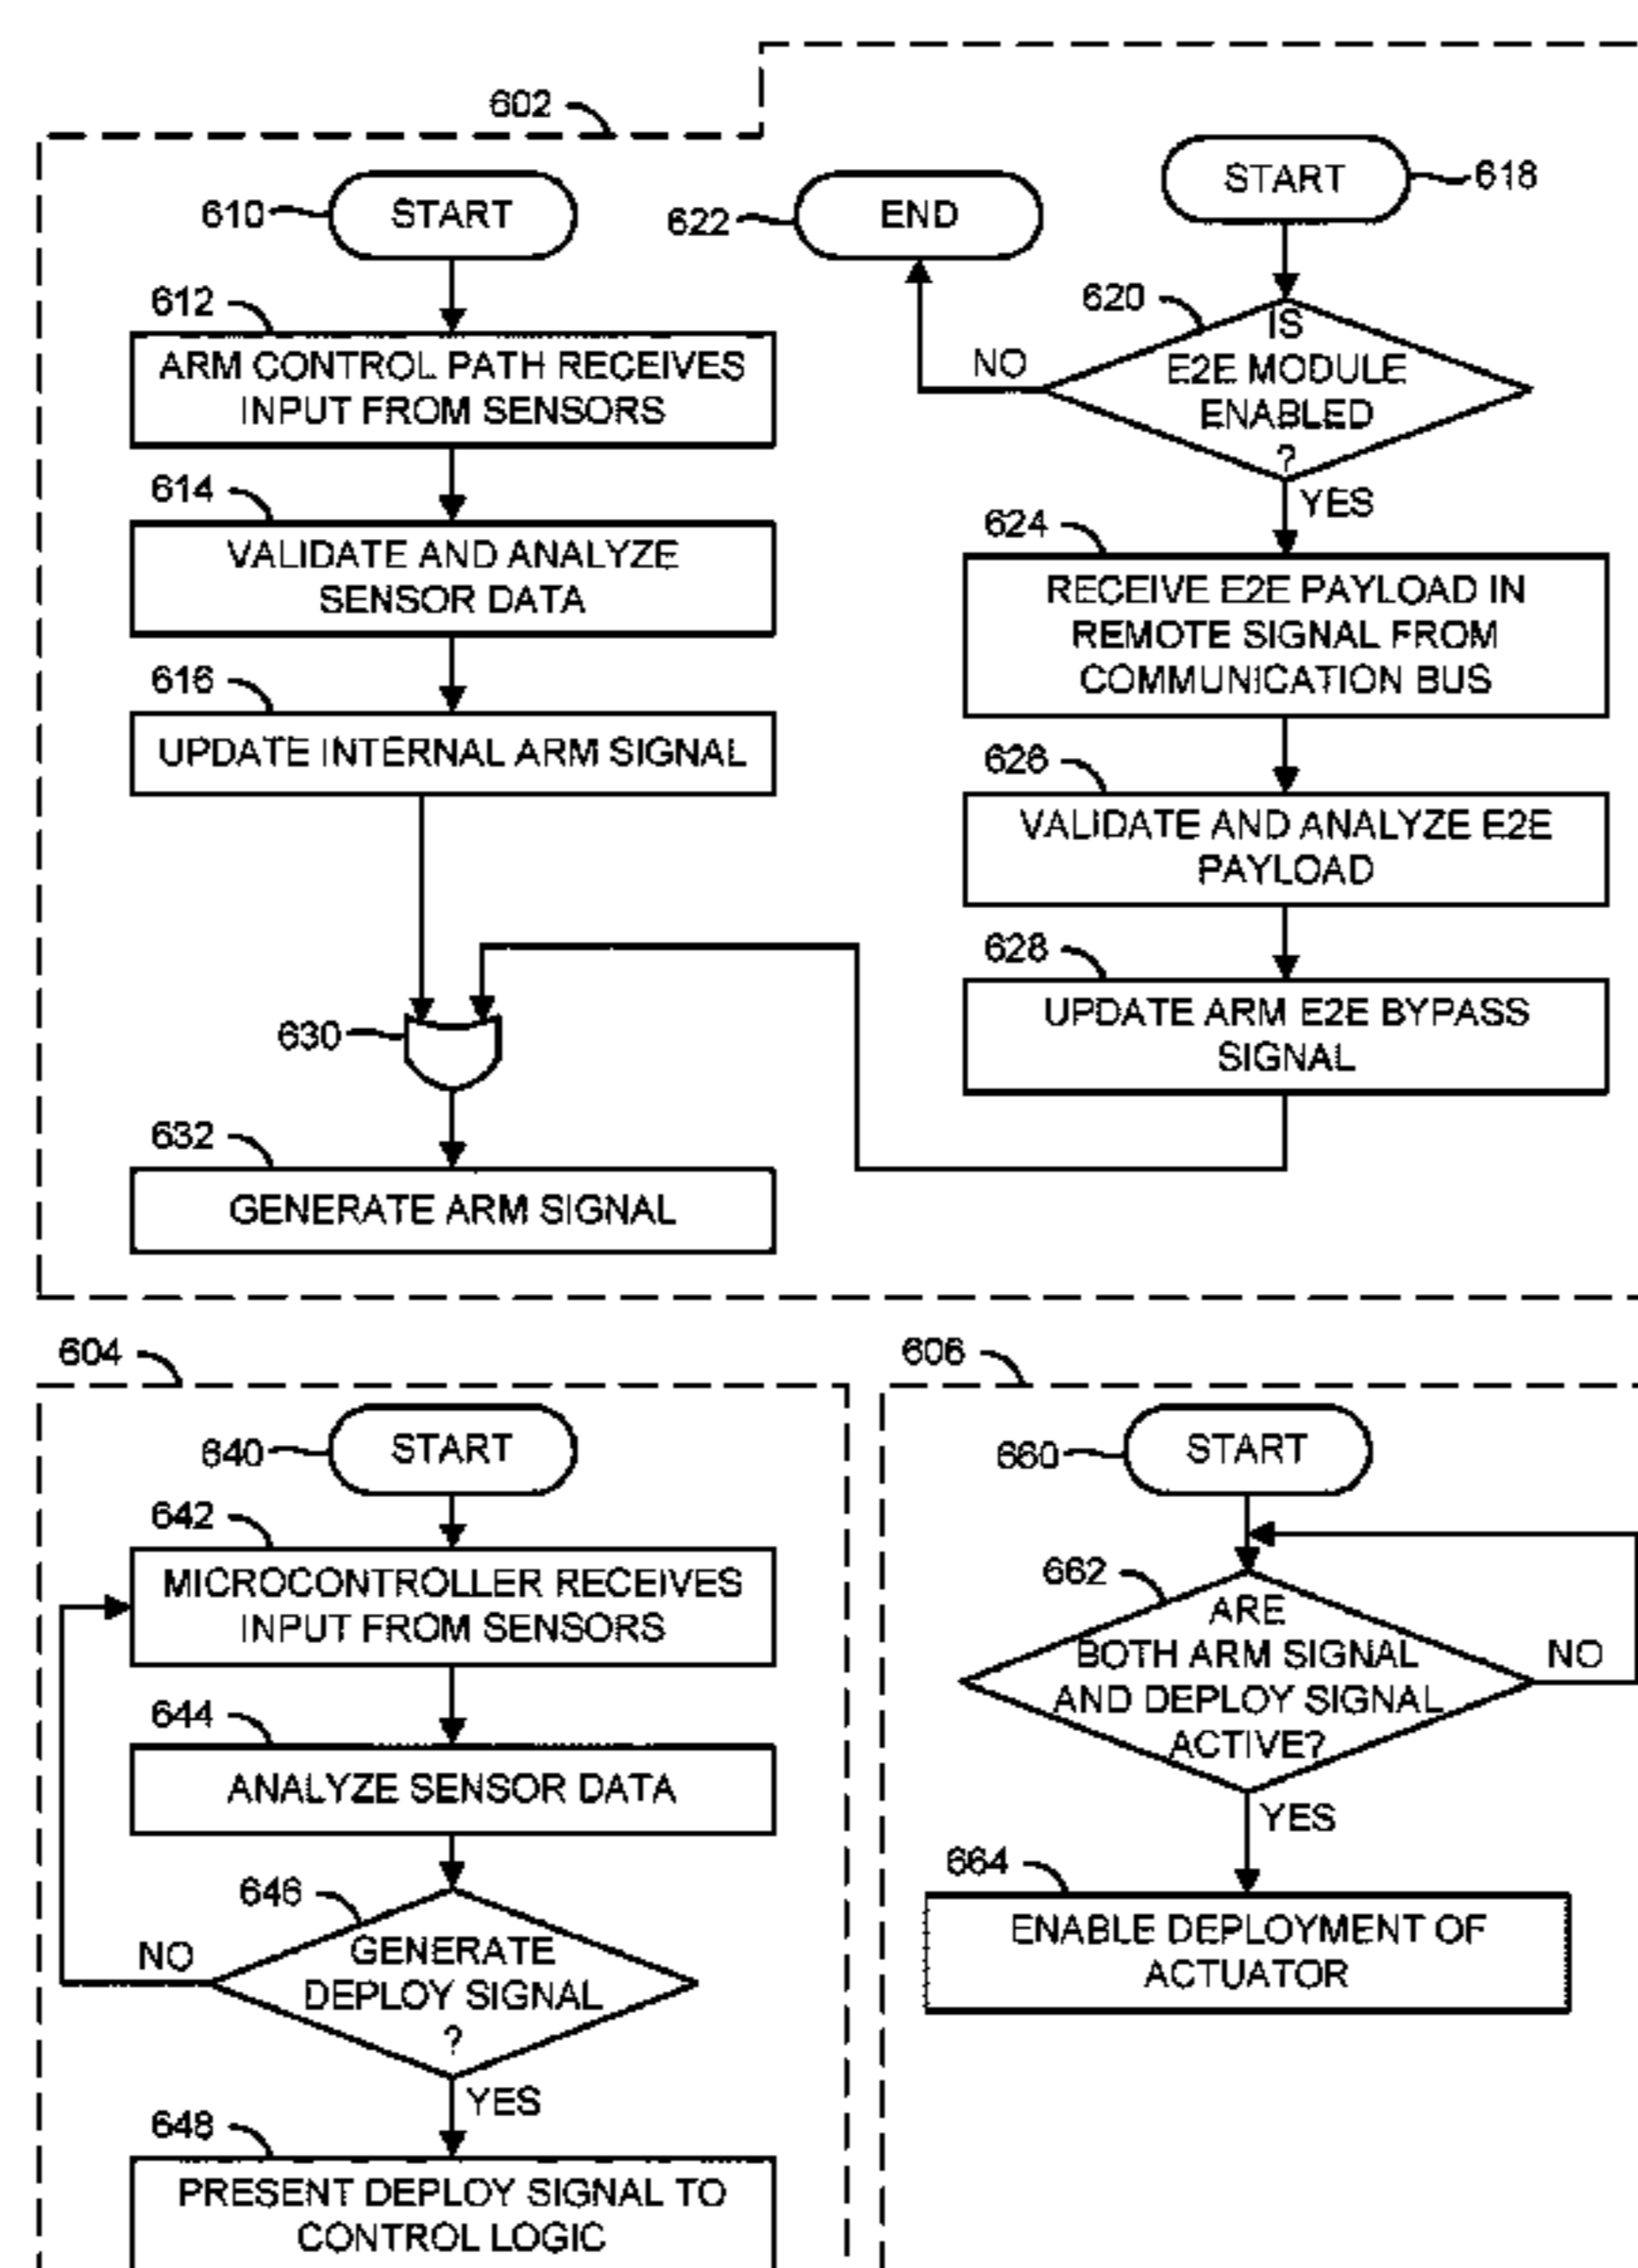 602
610
START
622
END
START
618
612
ARM CONTROL PATH RECEIVES
INPUT FROM SENSORS
620
IS
E2E MODULE
ENABLED
?
NO
YES
614
VALIDATE AND ANALYZE
SENSOR DATA
624
RECEIVE E2E PAYLOAD IN
REMOTE SIGNAL FROM
COMMUNICATION BUS
616
UPDATE INTERNAL ARM SIGNAL
626
VALIDATE AND ANALYZE E2E
PAYLOAD
628
UPDATE ARM E2E BYPASS
SIGNAL
630
632
GENERATE ARM SIGNAL
604
640
START
642
MICROCONTROLLER RECEIVES
INPUT FROM SENSORS
644
ANALYZE SENSOR DATA
646
GENERATE
DEPLOY SIGNAL
?
NO
YES
648
PRESENT DEPLOY SIGNAL TO
CONTROL LOGIC
606
660
START
662
ARE
BOTH ARM SIGNAL
AND DEPLOY SIGNAL
ACTIVE?
NO
YES
664
ENABLE DEPLOYMENT OF
ACTUATOR